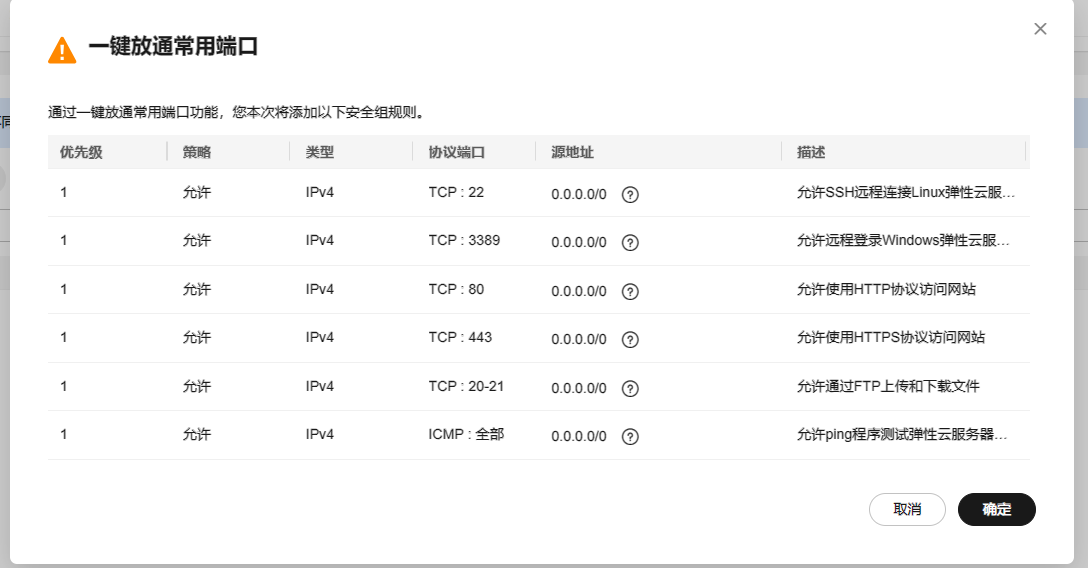 一键放通常用端口
通过一键放通常用端口功能，您本次将添加以下安全组规则。
优先级 策略 类型 协议端口 源地址 描述
1 允许 IPv4 TCP : 22 0.0.0.0/0 允许SSH远程连接Linux弹性云服...
1 允许 IPv4 TCP : 3389 0.0.0.0/0 允许远程登录Windows弹性云服...
1 允许 IPv4 TCP : 80 0.0.0.0/0 允许使用HTTP协议访问网站
1 允许 IPv4 TCP : 443 0.0.0.0/0 允许使用HTTPS协议访问网站
1 允许 IPv4 TCP : 20-21 0.0.0.0/0 允许通过FTP上传和下载文件
1 允许 IPv4 ICMP : 全部 0.0.0.0/0 允许ping程序测试弹性云服务器...
取消 确定